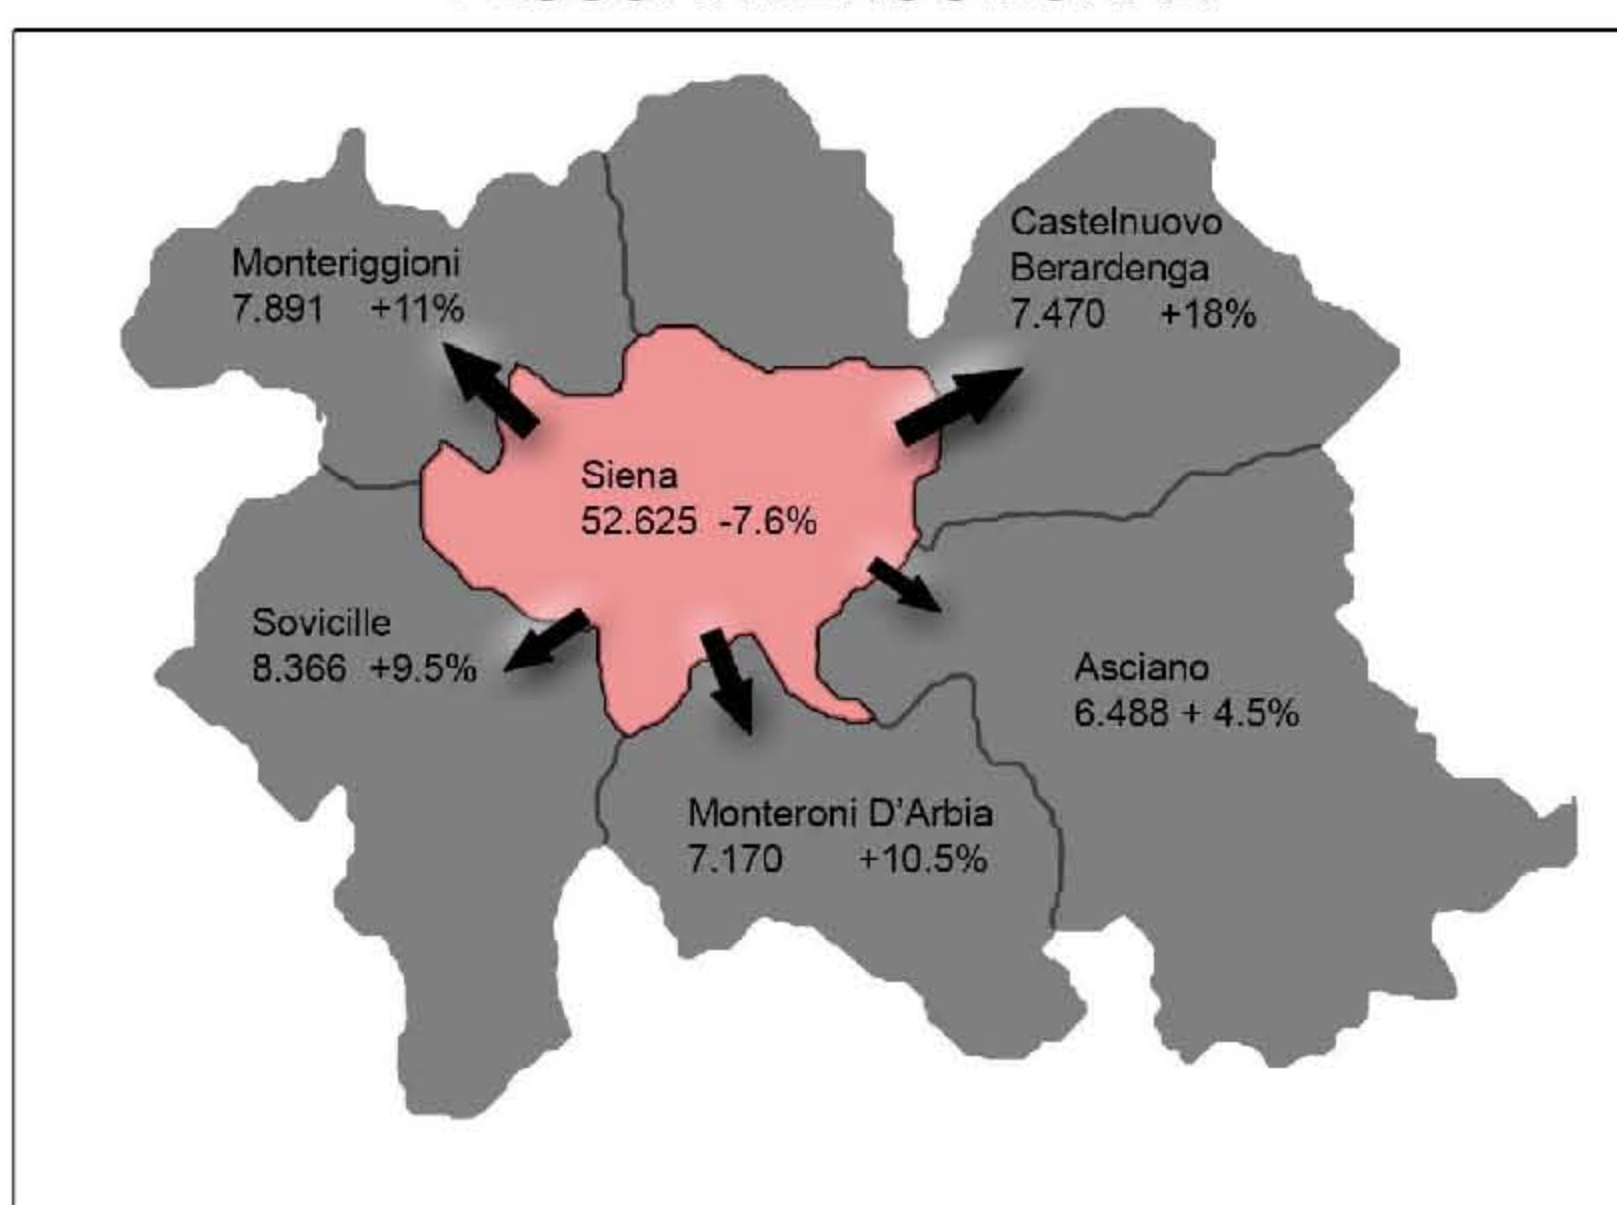 Castelnuovo
Berardenga
7.470 +18%
Monteriggioni
7.891 +11%
Siena
52.625 -7.6%
Sovicille
8.366 +9.5%
Asciano
6.488 + 4.5%
Monteroni D'Arbia
7.170 +10.5%